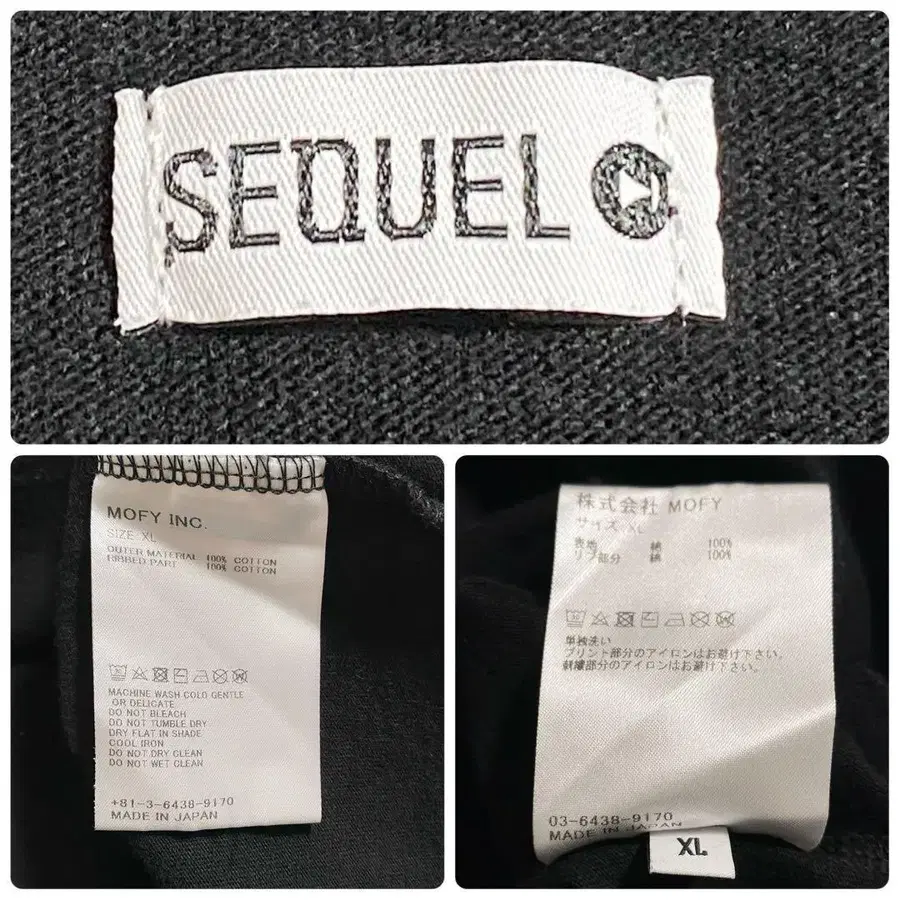 SEQUEL
MOFY INC.
SIZE XL
OUTER MATERIAL 100% COTTON
RIBBED PART 100% COTTON
MACHINE WASH COLD GENTLE
OR DELICATE
DO NOT BLEACH
DO NOT TUMBLE DRY
DRY FLAT IN SHADE
COOL IRON
DO NOT DRY CLEAN
DO NOT WET CLEAN
+81-3-6438-9170
MADE IN JAPAN
株式会社 MOFY
サイズ XL
表地 綿 100%
リブ部分 綿 100%
単独洗い
プリント部分のアイロンはお避け下さい。
刺繍部分のアイロンはお避け下さい。
03-6438-9170
MADE IN JAPAN
XL